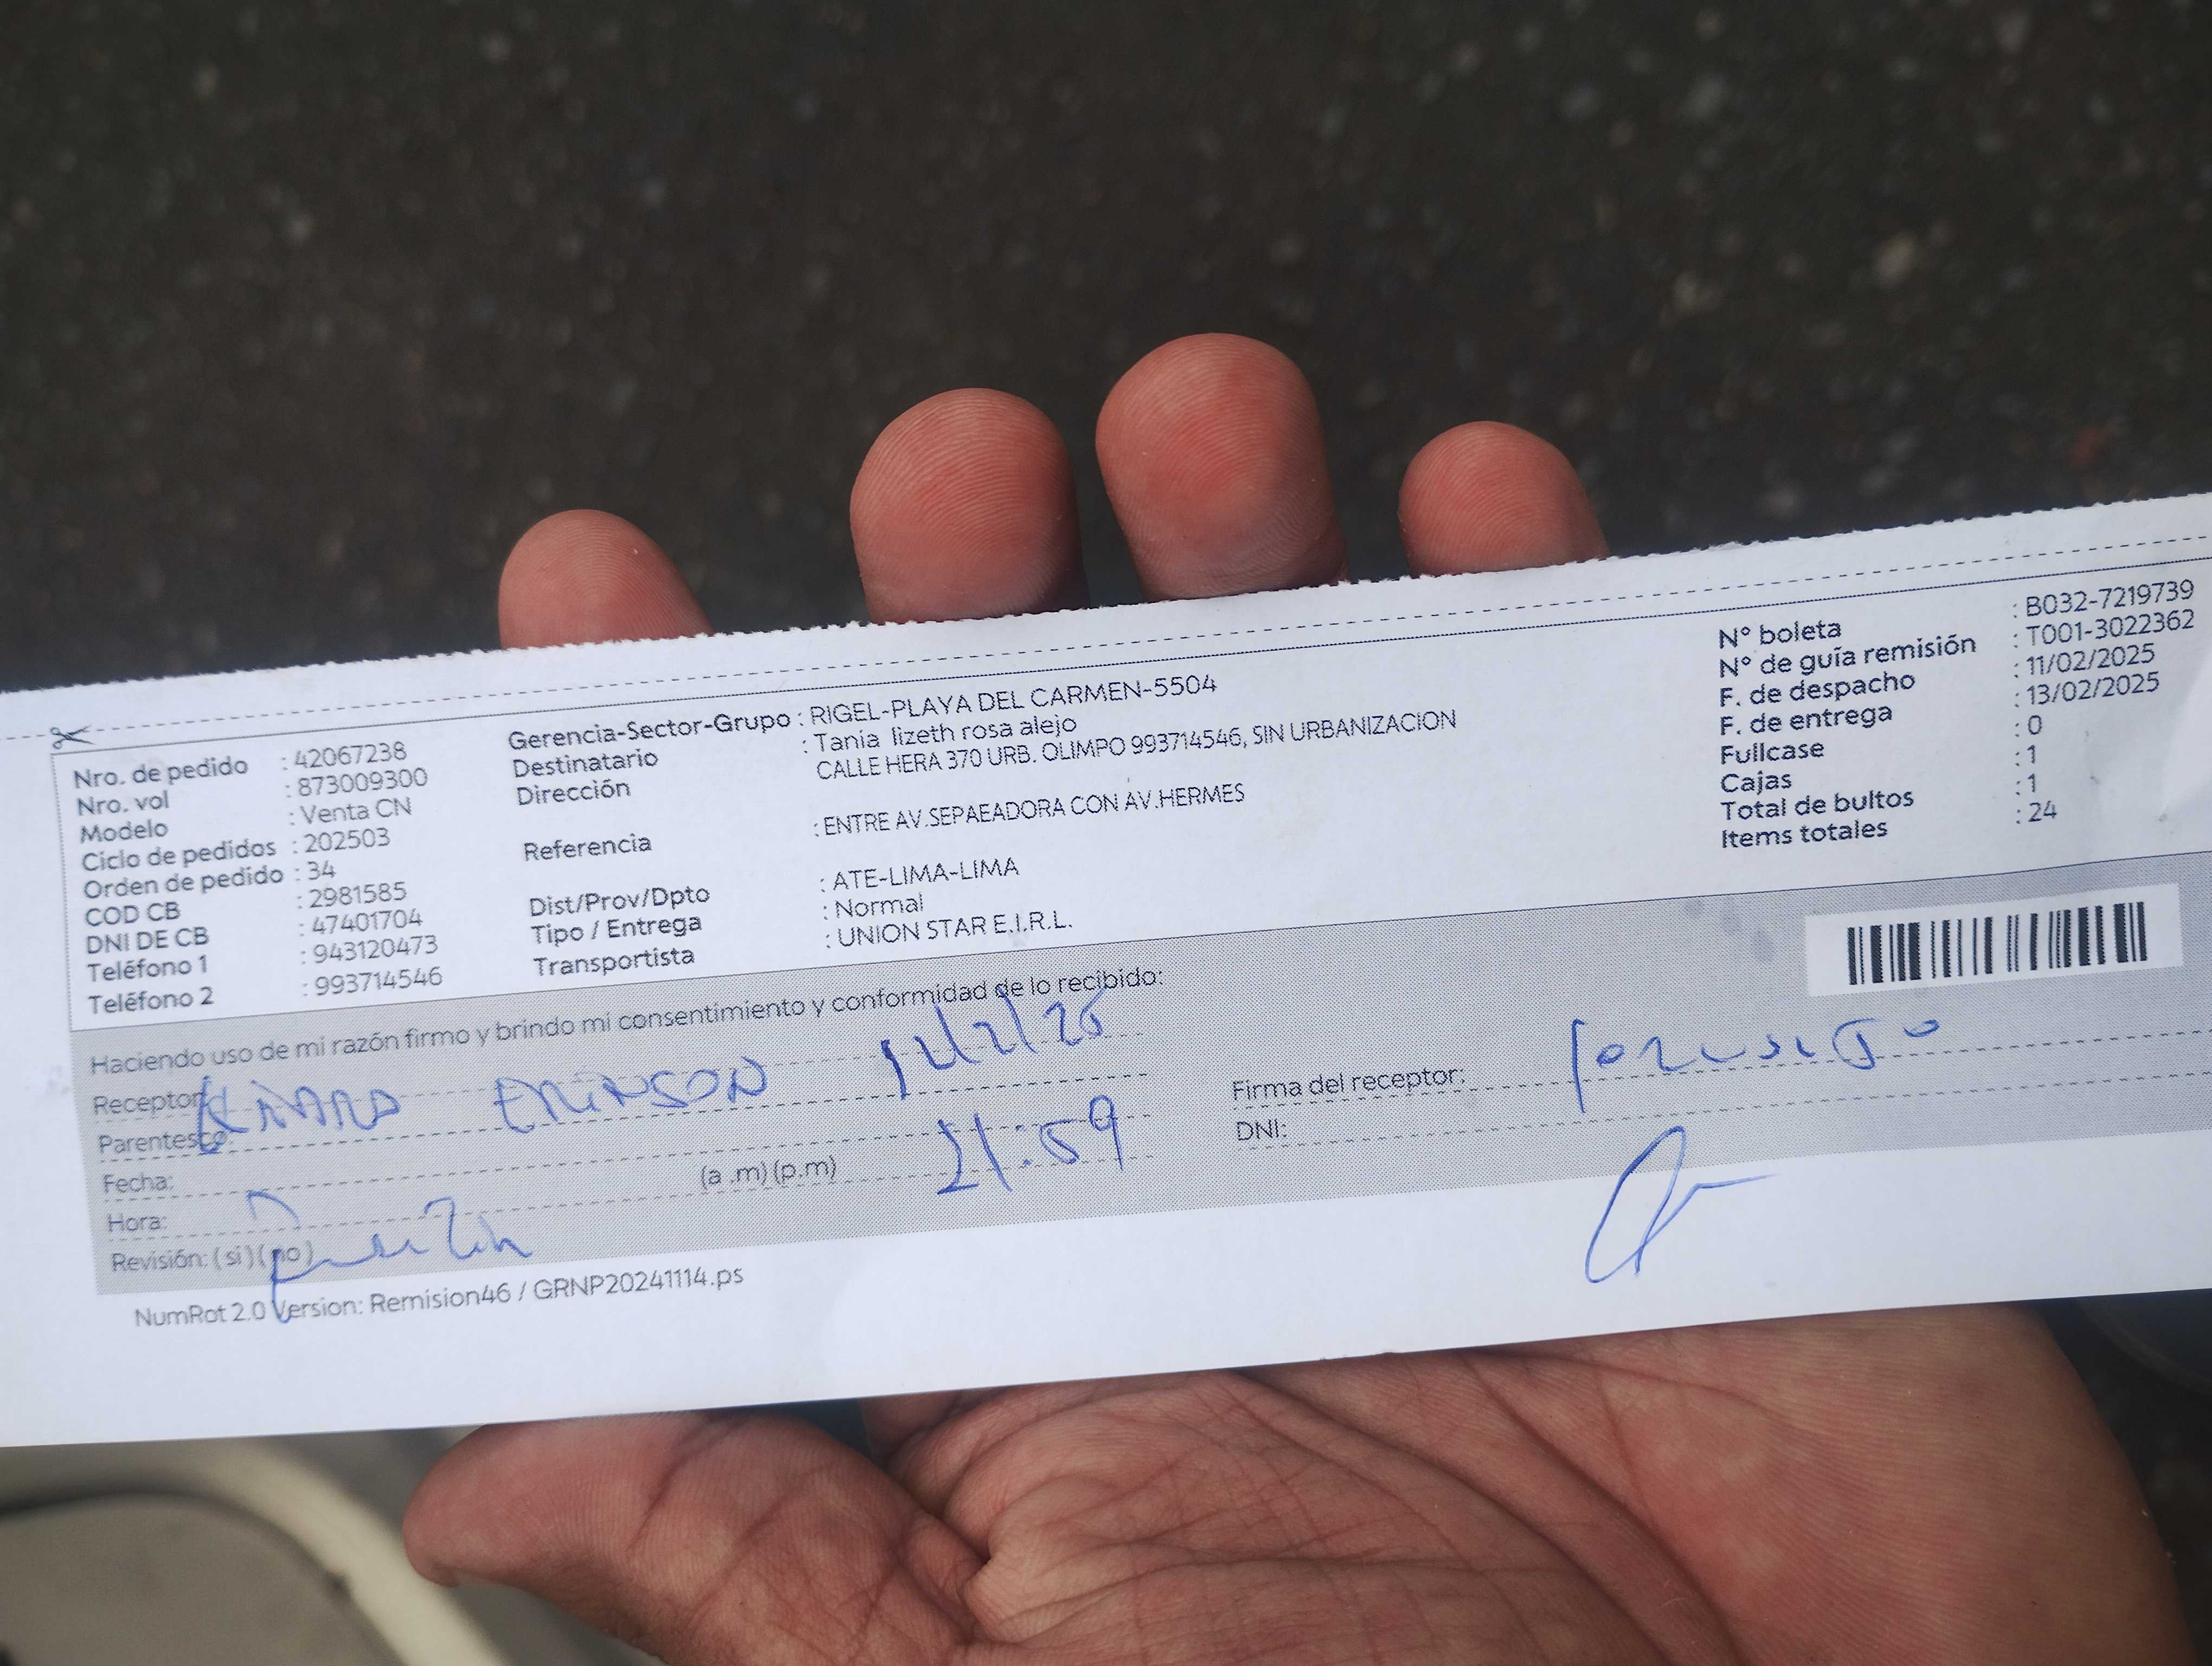 Nro. de pedido : 42067238
Nro. vol : 873009300
Modelo : Venta CN
Ciclo de pedidos : 202503
Orden de pedido : 34
COD CB : 2981585
DNI DE CB : 47401704
Teléfono 1 : 943120473
Teléfono 2 : 993714546
Gerencia-Sector-Grupo : RIGEL-PLAYA DEL CARMEN-5504
Destinatario : Tania lizeth rosa alejo
Dirección CALLE HERA 370 URB. OLIMPO 993714546, SIN URBANIZACION
Referencia : ENTRE AV.SEPAEADORA CON AV.HERMES
Dist/Prov/Dpto : ATE-LIMA-LIMA
Tipo / Entrega : Normal
Transportista : UNION STAR E.I.R.L.
N° boleta : B032-7219739
N° de guía remisión : T001-3022362
F. de despacho : 11/02/2025
F. de entrega : 13/02/2025
Fullcase : 0
Cajas : 1
Total de bultos : 1
Items totales : 24
Haciendo uso de mi razón firmo y brindo mi consentimiento y conformidad de lo recibido:
Receptor:
Parentesco:
Fecha:
Hora: (a .m) (p.m) 21:59
Revisión: ( si ) ( no )
Firma del receptor:
DNI:
NumRot 2.0 Version: Remision46 / GRNP20241114.ps